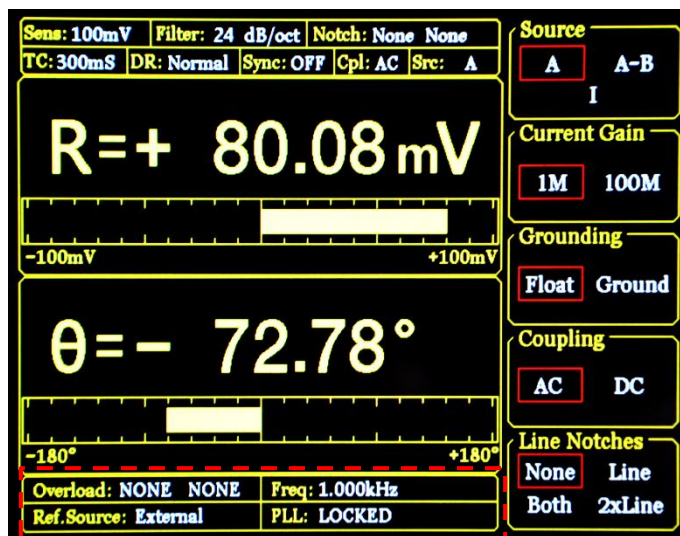 Sens: 100mV Filter: 24 dB/oct Notch: None None
TC: 300mS DR: Normal Sync: OFF Cpl: AC Src: A
R=+ 80.08 mV
-100mV +100mV
θ=- 72.78°
-180° +180°
Overload: NONE NONE Freq: 1.000kHz
Ref.Source: External PLL: LOCKED
Source
A A-B
I
Current Gain
1M 100M
Grounding
Float Ground
Coupling
AC DC
Line Notches
None Line
Both 2xLine